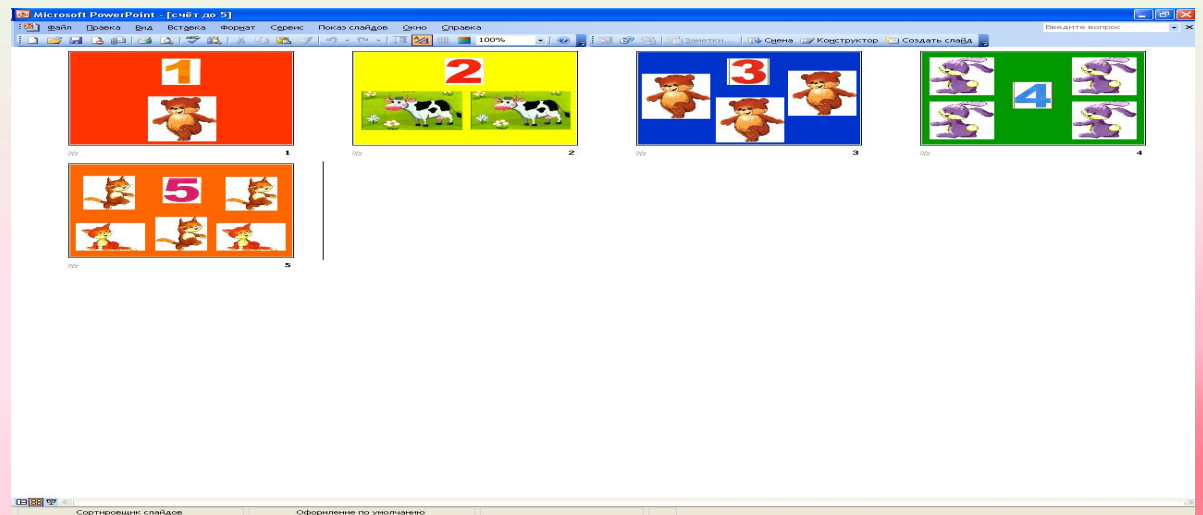 Microsoft PowerPoint - [счёт до 5]
Файл Правка Вид Вставка Формат Сервис Показ слайдов Окно Справка Введите вопрос
100% Заметки... Смена Конструктор Создать слайд
1 2 3 4
1 2 3 4
5
5
Сортировщик слайдов Оформление по умолчанию